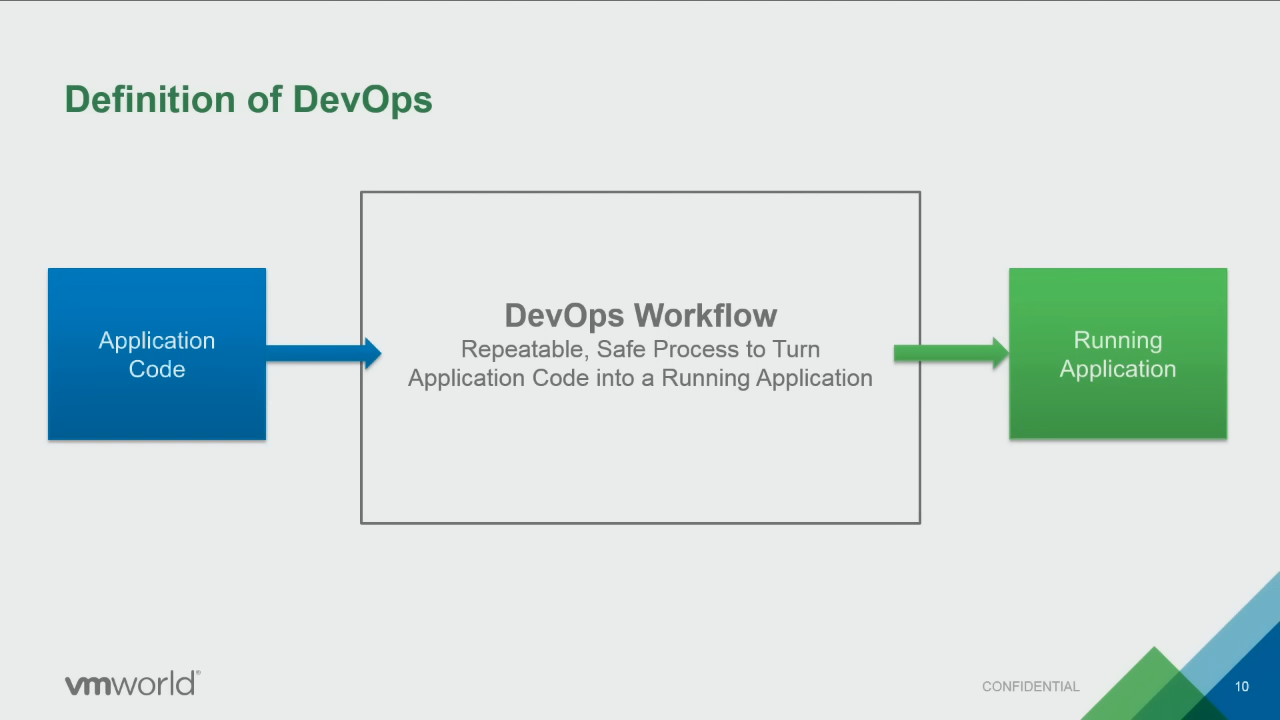 Definition of DevOps
Application
Code
DevOps Workflow
Repeatable, Safe Process to Turn
Application Code into a Running Application
Running
Application
vmworld®
CONFIDENTIAL
10